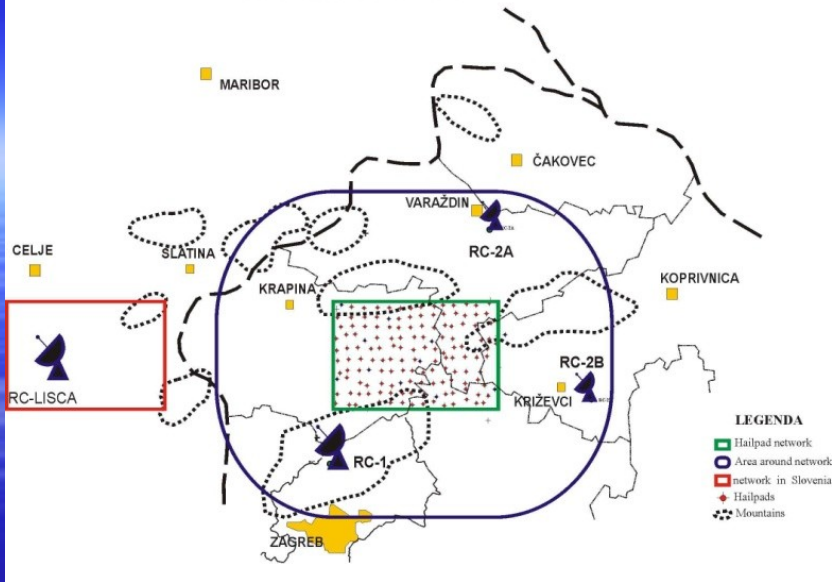 MARIBOR
ČAKOVEC
VARAŽDIN
RC-2A
CELJE
SLATINA
KOPRIVNICA
KRAPINA
RC-2B
RC-LISCA
KRIŽEVCI
RC-1
ZAGREB
LEGENDA
Hailpad network
Area around network
network in Slovenia
Hailpads
Mountains